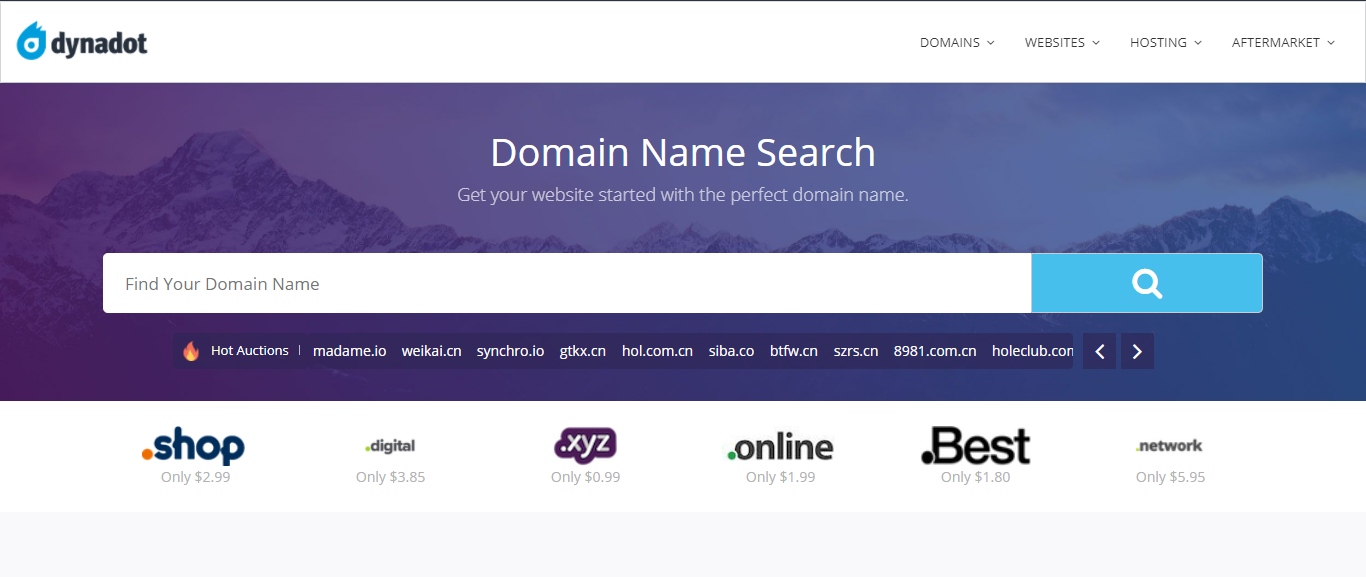 dynadot
DOMAINS WEBSITES HOSTING AFTERMARKET
Domain Name Search
Get your website started with the perfect domain name.
Find Your Domain Name
Hot Auctions | madame.io weikai.cn synchro.io gtkx.cn hol.com.cn siba.co btfw.cn szrs.cn 8981.com.cn holeclub.com
.shop .digital .xyz .online .Best .network
Only $2.99 Only $3.85 Only $0.99 Only $1.99 Only $1.80 Only $5.95